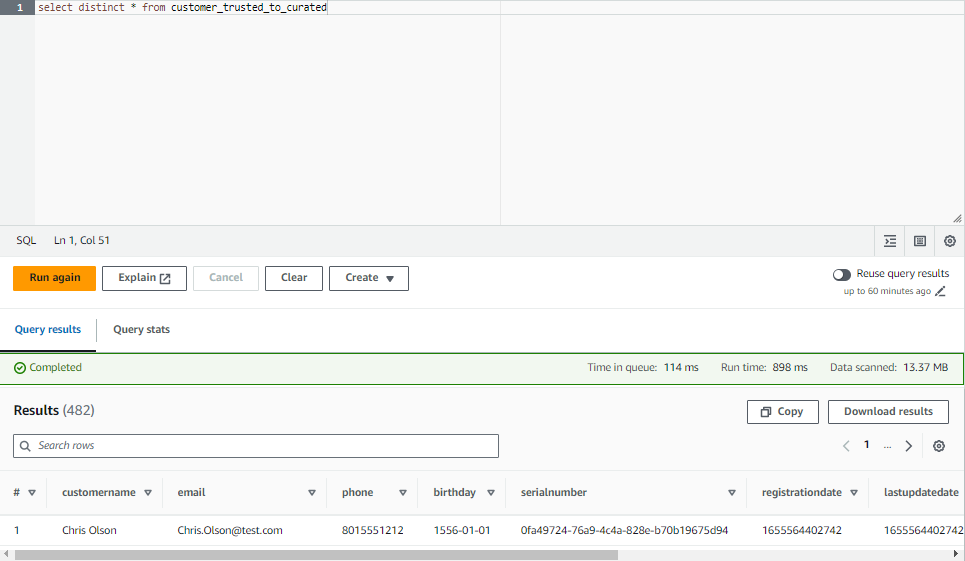 1 select distinct * from customer_trusted_to_curated
SQL Ln 1, Col 51
Run again Explain Cancel Clear Create Reuse query results
up to 60 minutes ago
Query results Query stats
Completed Time in queue: 114 ms Run time: 898 ms Data scanned: 13.37 MB
Results (482) Copy Download results
Search rows 1 ...
# customername email phone birthday serialnumber registrationdate lastupdatedate
1 Chris Olson Chris.Olson@test.com 8015551212 1556-01-01 0fa49724-76a9-4c4a-828e-b70b19675d94 1655564402742 1655564402742